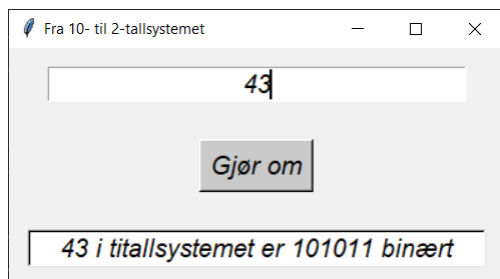 Fra 10- til 2-tallsystemet
43
Gjør om
43 i titallsystemet er 101011 binært